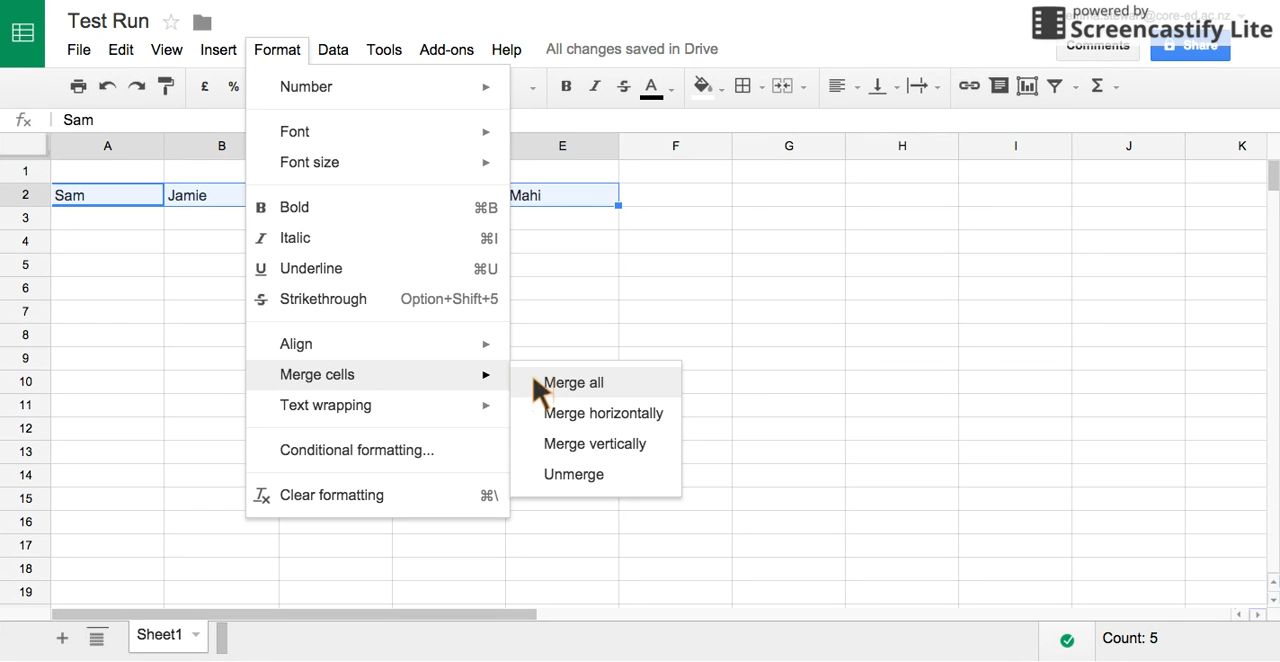 Test Run
powered by
Screencastify Lite
File Edit View Insert Format Data Tools Add-ons Help All changes saved in Drive
Comments Share
£ % B I S A Σ
fx Sam
A B E F G H I J K
1
2 Sam Jamie Mahi
3
4
5
6
7
8
9
10
11
12
13
14
15
16
17
18
19
Number
Font
Font size
B Bold ⌘B
I Italic ⌘I
U Underline ⌘U
S Strikethrough Option+Shift+5
Align
Merge cells
Text wrapping
Conditional formatting...
Clear formatting ⌘\
Merge all
Merge horizontally
Merge vertically
Unmerge
+ Sheet1 Count: 5